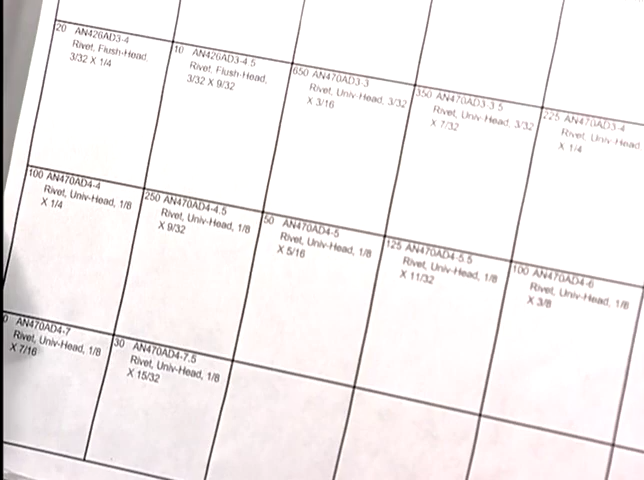 20 AN426AD3-4
Rivet, Flush-Head,
3/32 X 1/4
10 AN426AD3-4.5
Rivet, Flush-Head,
3/32 X 9/32
650 AN470AD3-3
Rivet, Univ-Head, 3/32
X 3/16
350 AN470AD3-3.5
Rivet, Univ-Head, 3/32
X 7/32
225 AN470AD3-4
Rivet, Univ-Head
X 1/4
100 AN470AD4-4
Rivet, Univ-Head, 1/8
X 1/4
250 AN470AD4-4.5
Rivet, Univ-Head, 1/8
X 9/32
50 AN470AD4-5
Rivet, Univ-Head, 1/8
X 5/16
125 AN470AD4-5.5
Rivet, Univ-Head, 1/8
X 11/32
100 AN470AD4-6
Rivet, Univ-Head, 1/8
X 3/8
0 AN470AD4-7
Rivet, Univ-Head, 1/8
X 7/16
30 AN470AD4-7.5
Rivet, Univ-Head, 1/8
X 15/32